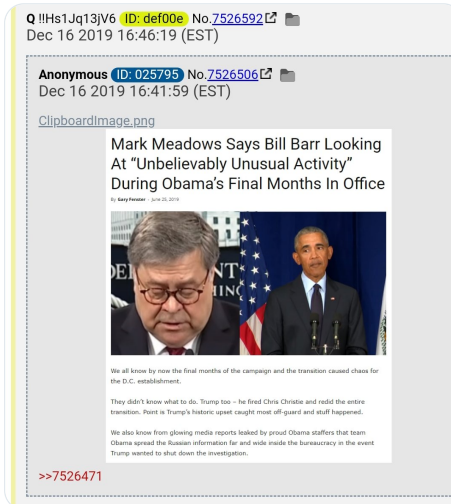 Q !!Hs1Jq13jV6 ID: def00e No.7526592
Dec 16 2019 16:46:19 (EST)
Anonymous ID: 025795 No.7526506
Dec 16 2019 16:41:59 (EST)
ClipboardImage.png
Mark Meadows Says Bill Barr Looking
At “Unbelievably Unusual Activity”
During Obama’s Final Months In Office
By Gary Fenster - June 25, 2019
We all know by now the final months of the campaign and the transition caused chaos for
the D.C. establishment.
They didn’t know what to do. Trump too – he fired Chris Christie and redid the entire
transition. Point is Trump’s historic upset caught most off-guard and stuff happened.
We also know from glowing media reports leaked by proud Obama staffers that team
Obama spread the Russian information far and wide inside the bureaucracy in the event
Trump wanted to shut down the investigation.
>>7526471